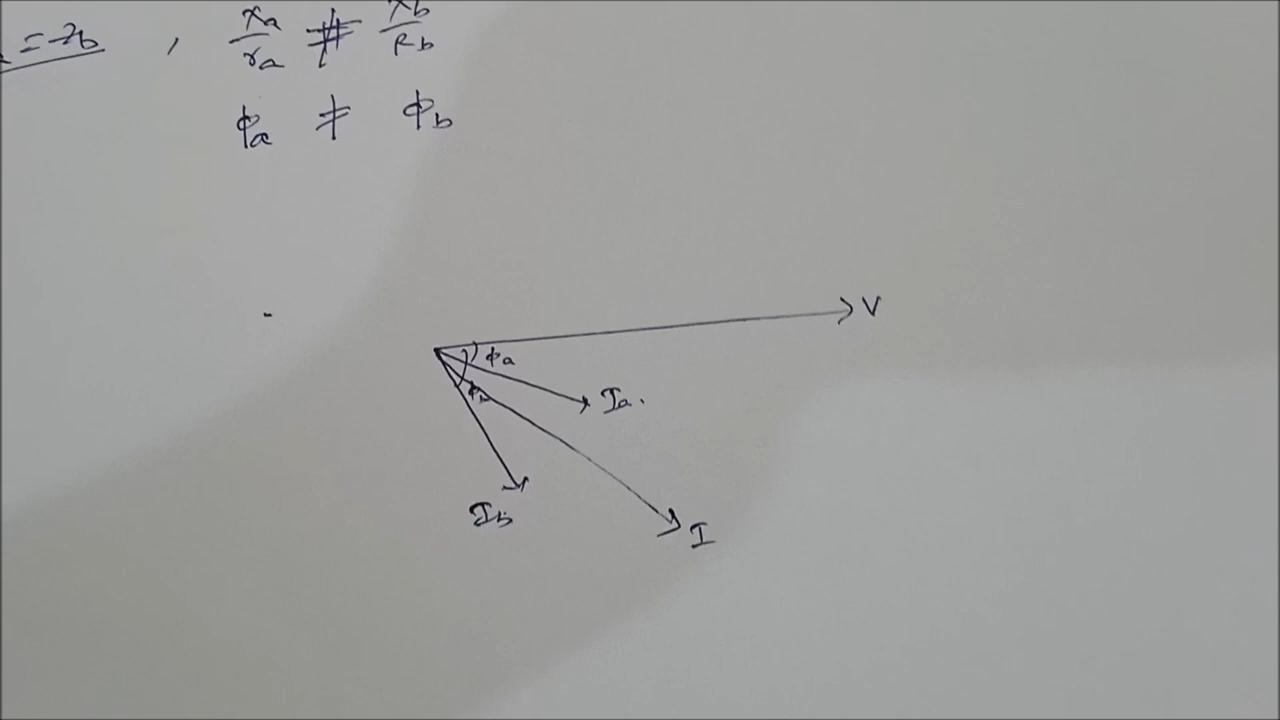 = Zb , Xa/ra ≠ Xb/Rb
ϕa ≠ ϕb
V
ϕa
Ia.
ϕb
Ib
I